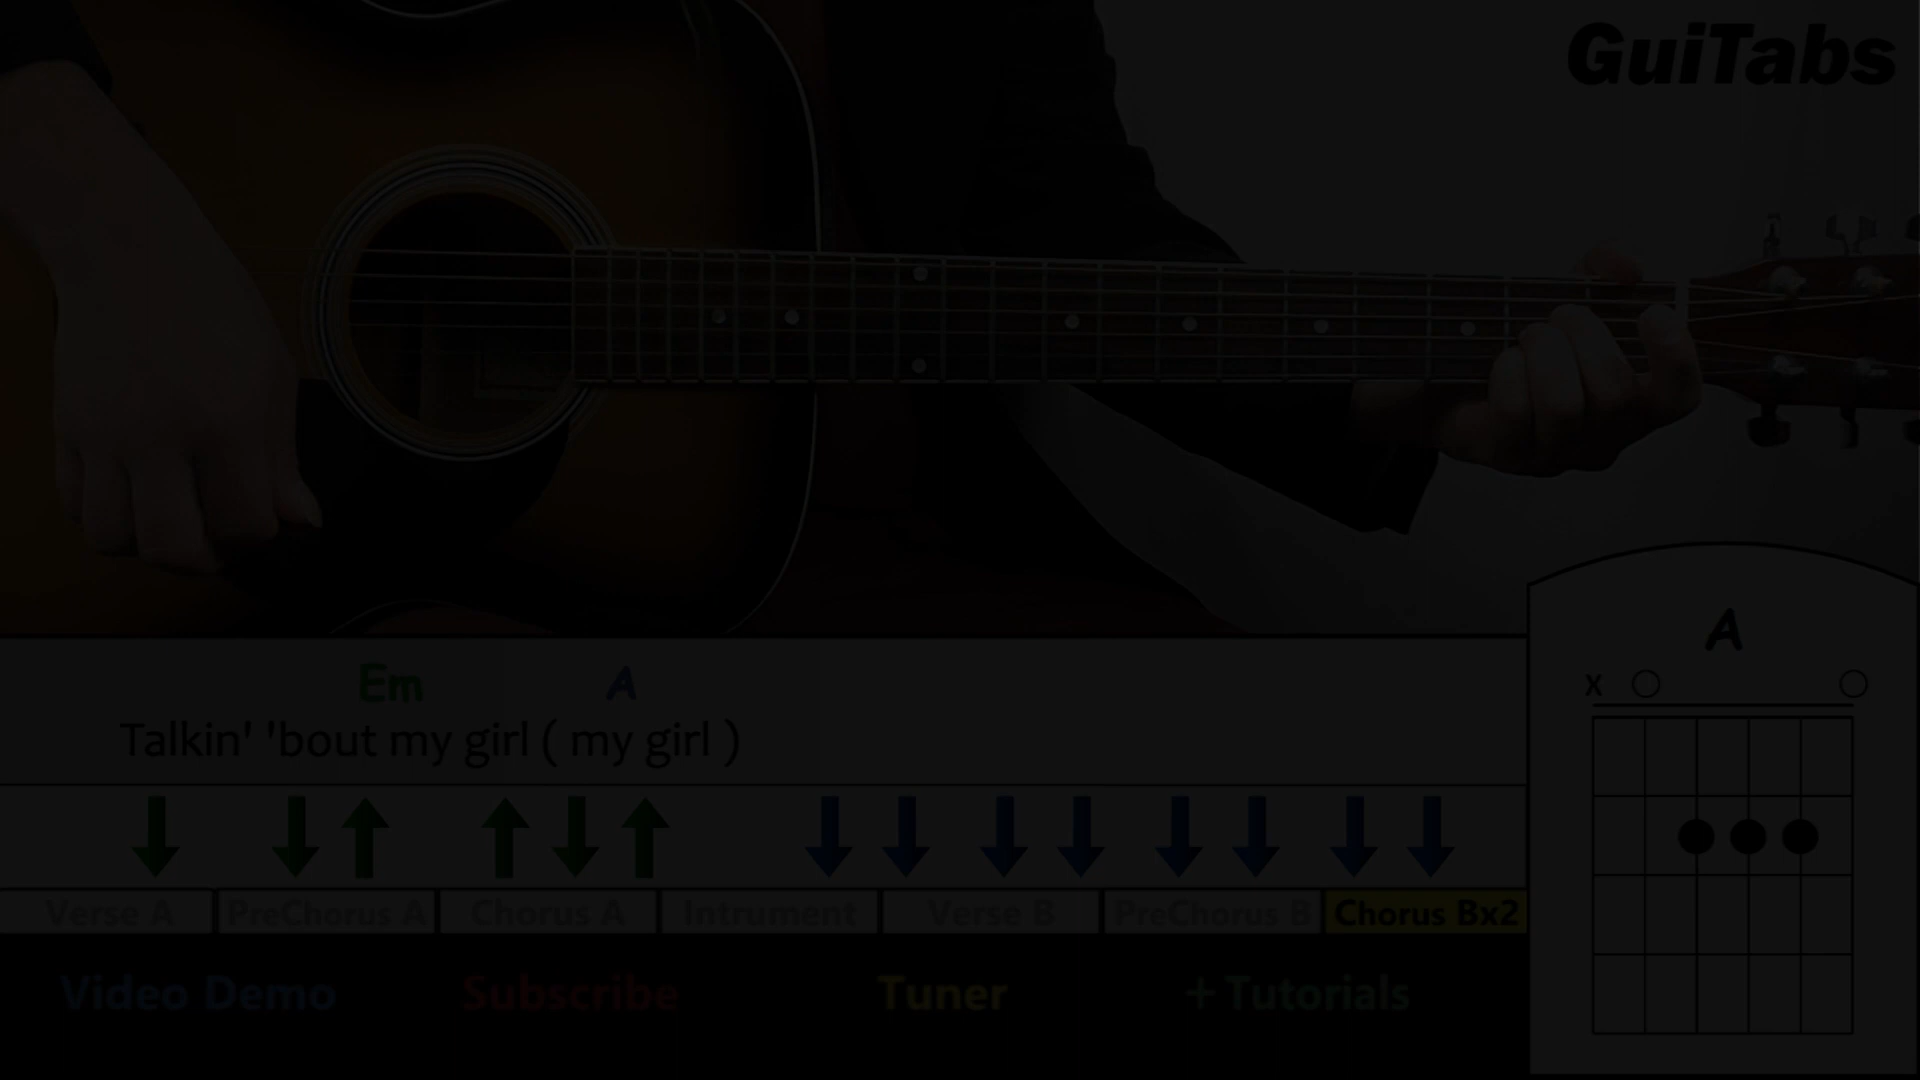 GuiTabs
Em A
Talkin' 'bout my girl ( my girl )
A
x
Verse A PreChorus A Chorus A Intrument Verse B PreChorus B Chorus Bx2
Video Demo Subscribe Tuner + Tutorials